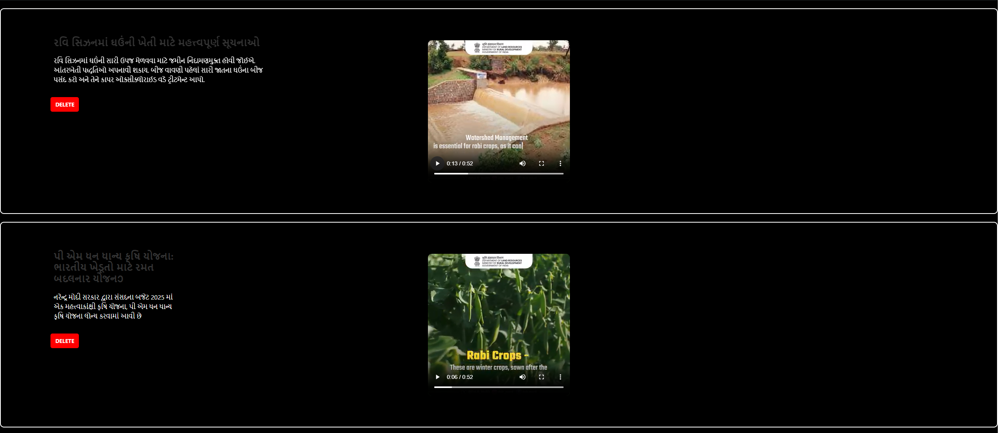 રવિ સિઝનમાં ઘઉંની ખેતી માટે મહત્ત્વપૂર્ણ સૂચનાઓ
રવિ સિઝનમાં ઘઉંની સારી ઉપજ મેળવવા માટે જમીન નિંદામણમુક્ત હોવી જોઈએ.
આંતરખેતી પદ્ધતિઓ અપનાવી શકાય. બીજ વાવણી પહેલાં સારી જાતના ઘઉંના બીજ
પસંદ કરો અને તેને કાપર ઓક્સીક્લોરાઈડ વડે ટ્રીટમેન્ટ આપો.
DELETE
भूमि संसाधन विभाग
DEPARTMENT OF LAND RESOURCES
MINISTRY OF RURAL DEVELOPMENT
GOVERNMENT OF INDIA
Watershed Management
is essential for rabi crops, as it con
0:13 / 0:52
પી એમ ધન ધાન્ય કૃષિ યોજના:
ભારતીય ખેડૂતો માટે રમત
બદલનાર યોજના
નરેન્દ્ર મોદી સરકાર દ્વારા સંસદના બજેટ 2025 માં
એક મહત્ત્વાકાંક્ષી કૃષિ યોજના, પી એમ ધન ધાન્ય
કૃષિ યોજના લોન્ચ કરવામાં આવી છે
DELETE
भूमि संसाधन विभाग
DEPARTMENT OF LAND RESOURCES
MINISTRY OF RURAL DEVELOPMENT
GOVERNMENT OF INDIA
Rabi Crops -
These are winter crops, sown after the
0:06 / 0:52